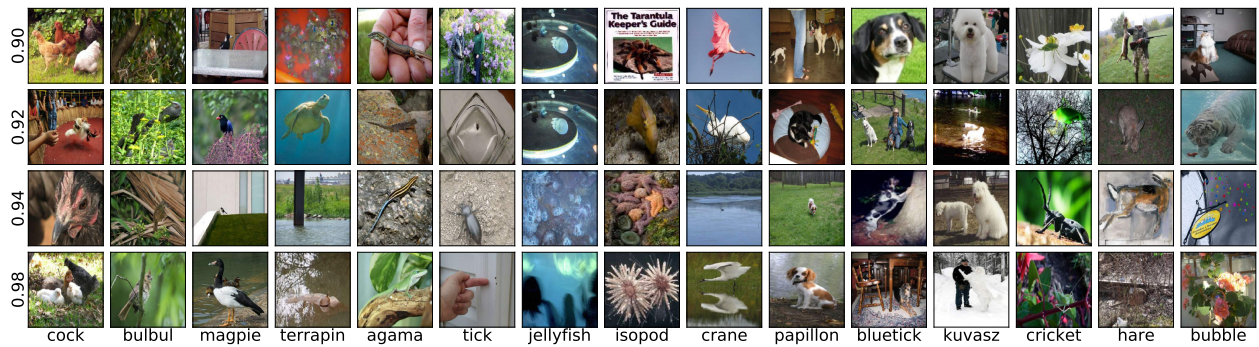 0.90
The Tarantula
Keeper's Guide
0.92
0.94
0.98
cock bulbul magpie terrapin agama tick jellyfish isopod crane papillon bluetick kuvasz cricket hare bubble